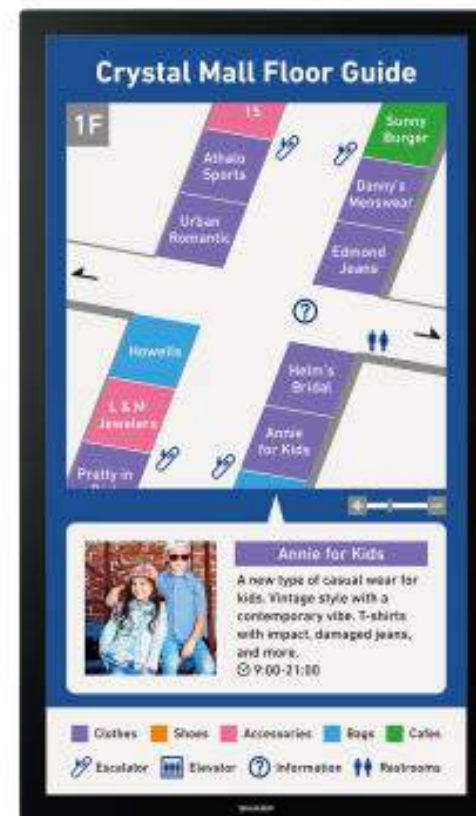 Crystal Mall Floor Guide
1F
15
Athalo
Sports
Urban
Romantic
Sunny
Burger
Danny's
Menswear
Edmond
Jeans
?
Howells
L & M
Jewelers
Pretty in
Helm's
Bridal
Annie
for Kids
Annie for Kids
A new type of casual wear for
kids. Vintage style with a
contemporary vibe. T-shirts
with impact, damaged jeans,
and more.
9:00-21:00
Clothes Shoes Accessories Bags Cafes
Escalator Elevator ? Information Restrooms
SHARP